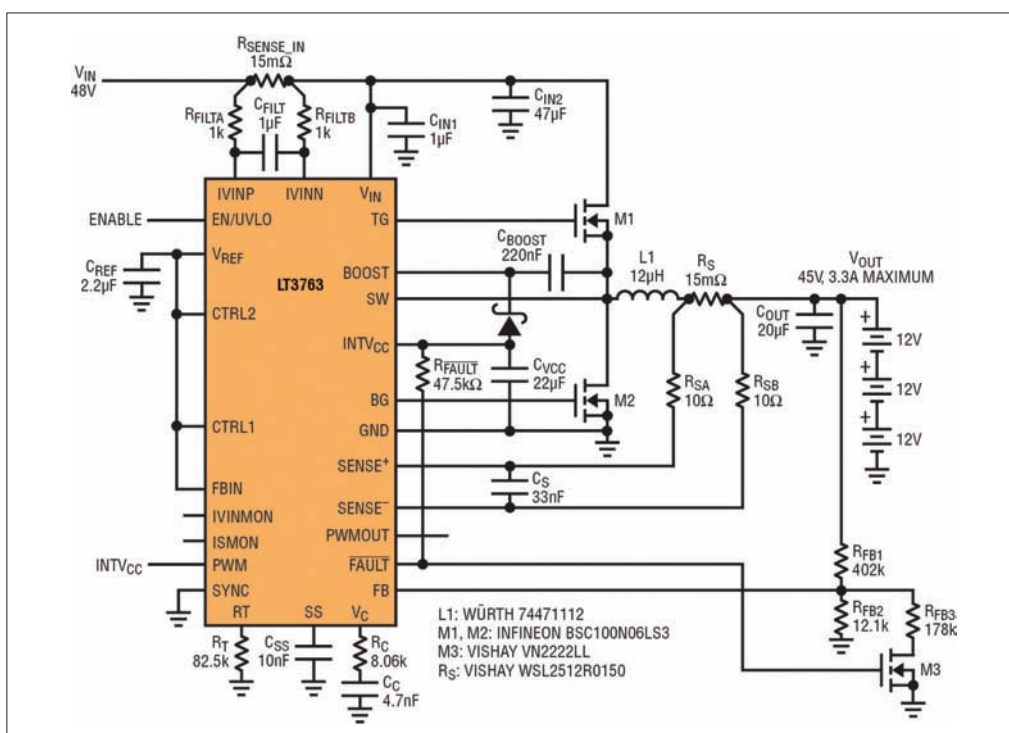 RSENSE_IN
15mΩ
VIN
48V
RFILTA
1k
CFILT
1µF
RFILTB
1k
CIN1
1µF
CIN2
47µF
IVINP
IVINN
VIN
ENABLE
EN/UVLO
TG
M1
VREF
CREF
2.2µF
CBOOST
220nF
BOOST
LT3763
L1
12µH
RS
15mΩ
VOUT
45V, 3.3A MAXIMUM
SW
CTRL2
COUT
20µF
+
12V
+
12V
+
12V
INTVCC
RFAULT
47.5kΩ
CVCC
22µF
RSA
10Ω
RSB
10Ω
BG
M2
CTRL1
GND
SENSE+
CS
33nF
FBIN
SENSE−
IVINMON
ISMON
PWMOUT
INTVCC
PWM
FAULT
RFB1
402k
SYNC
FB
RFB2
12.1k
RFB3
178k
RT
SS
VC
RT
82.5k
CSS
10nF
RC
8.06k
CC
4.7nF
L1: WÜRTH 74471112
M1, M2: INFINEON BSC100N06LS3
M3: VISHAY VN2222LL
RS: VISHAY WSL2512R0150
M3